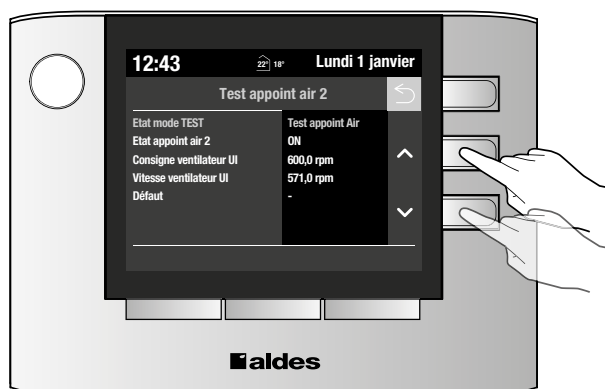 12:43 22° 18° Lundi 1 janvier
Test appoint air 2
Etat mode TEST Test appoint Air
Etat appoint air 2 ON
Consigne ventilateur UI 600,0 rpm
Vitesse ventilateur UI 571,0 rpm
Défaut -
aldes